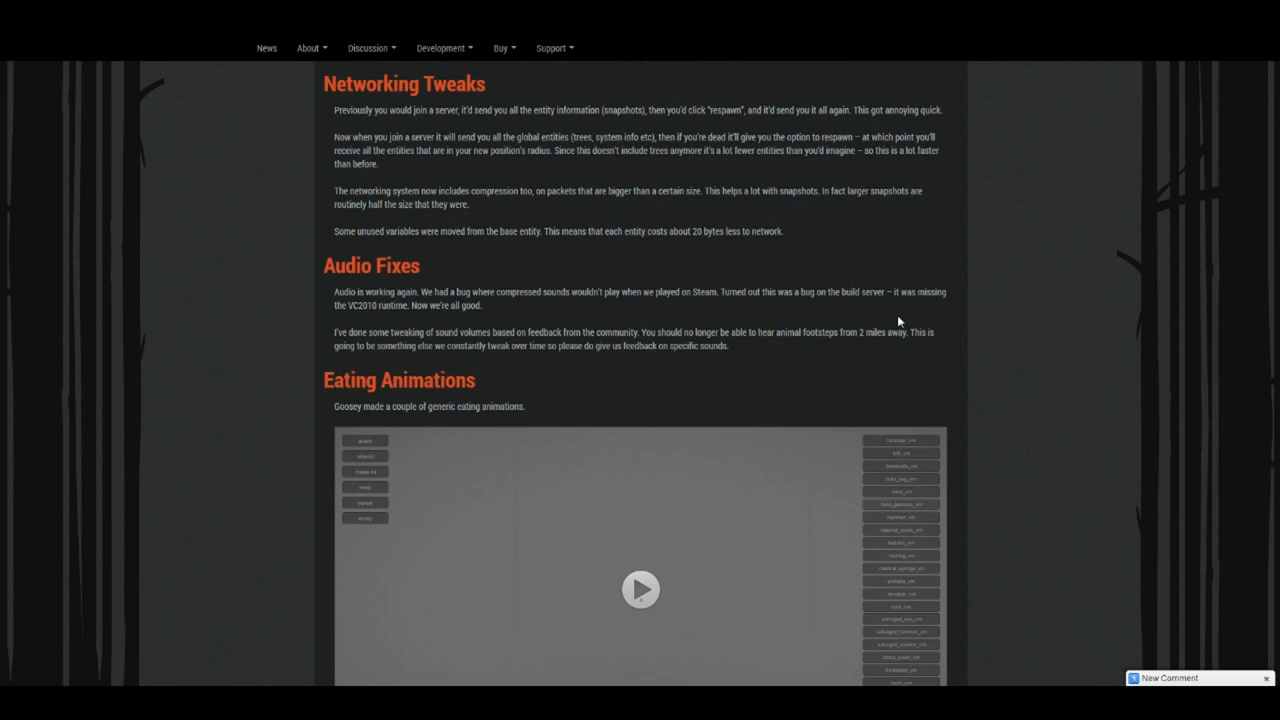 News About Discussion Development Buy Support
Networking Tweaks
Previously you would join a server, it'd send you all the entity information (snapshots), then you'd click "respawn", and it'd send you it all again. This got annoying quick.
Now when you join a server it will send you all the global entities (trees, system info etc), then if you're dead it'll give you the option to respawn – at which point you'll
receive all the entities that are in your new position's radius. Since this doesn't include trees anymore it's a lot fewer entities than you'd imagine – so this is a lot faster
than before.
The networking system now includes compression too, on packets that are bigger than a certain size. This helps a lot with snapshots. In fact larger snapshots are
routinely half the size that they were.
Some unused variables were moved from the base entity. This means that each entity costs about 20 bytes less to network.
Audio Fixes
Audio is working again. We had a bug where compressed sounds wouldn't play when we played on Steam. Turned out this was a bug on the build server – it was missing
the VC2010 runtime. Now we're all good.
I've done some tweaking of sound volumes based on feedback from the community. You should no longer be able to hear animal footsteps from 2 miles away. This is
going to be something else we constantly tweak over time so please do give us feedback on specific sounds.
Eating Animations
Goosey made a couple of generic eating animations.
New Comment